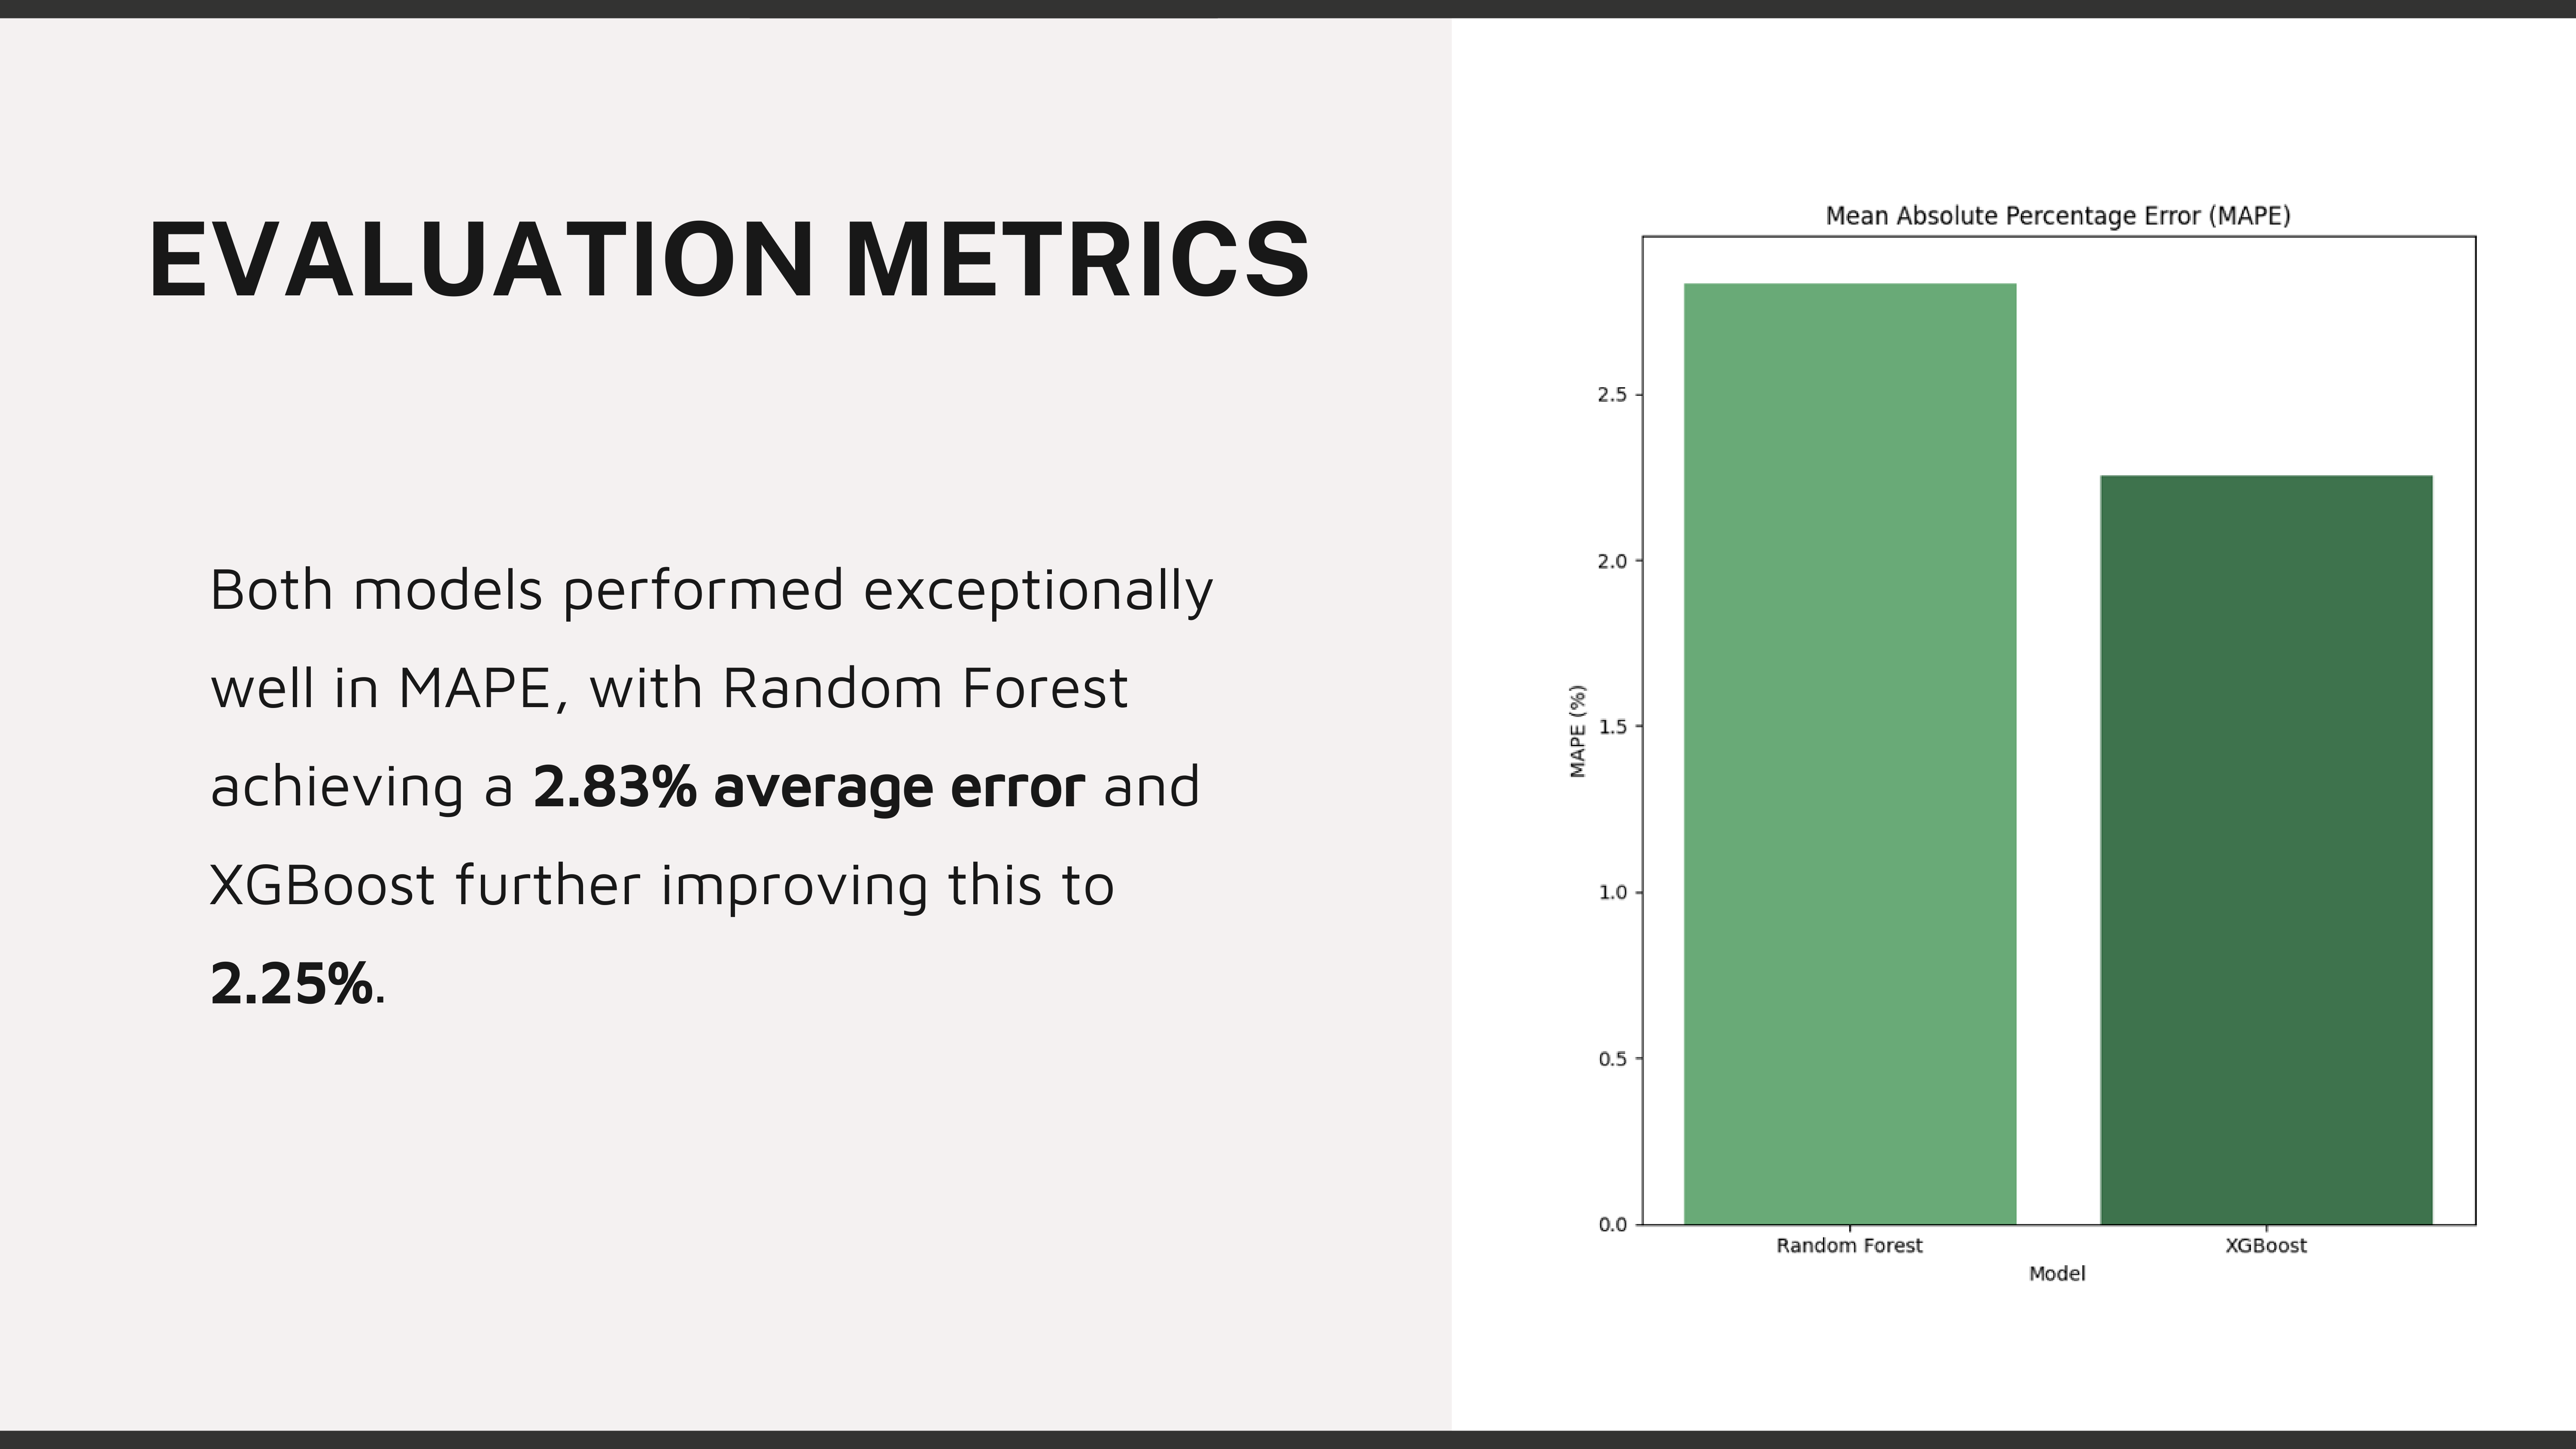 EVALUATION METRICS
Both models performed exceptionally
well in MAPE, with Random Forest
achieving a 2.83% average error and
XGBoost further improving this to
2.25%.
Mean Absolute Percentage Error (MAPE)
MAPE (%)
2.5
2.0
1.5
1.0
0.5
0.0
Random Forest
XGBoost
Model